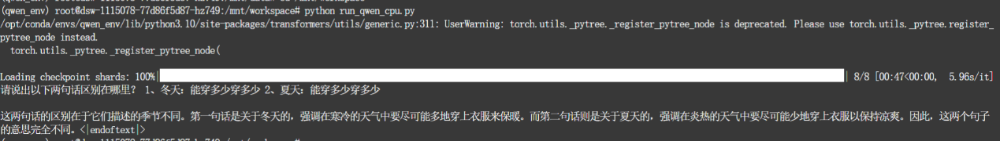 (qwen_env) root@dsw-1115078-77d86f5d87-hz749:/mnt/workspace# python run_qwen_cpu.py
/opt/conda/envs/qwen_env/lib/python3.10/site-packages/transformers/utils/generic.py:311: UserWarning: torch.utils._pytree._register_pytree_node is deprecated. Please use torch.utils._pytree.register_
pytree_node instead.
  torch.utils._pytree._register_pytree_node(
Loading checkpoint shards: 100%| | 8/8 [00:47<00:00, 5.96s/it]
请说出以下两句话区别在哪里？ 1、冬天：能穿多少穿多少 2、夏天：能穿多少穿多少
这两句话的区别在于它们描述的季节不同。第一句话是关于冬天的，强调在寒冷的天气中要尽可能多地穿上衣服来保暖。而第二句话则是关于夏天的，强调在炎热的天气中要尽可能少地穿上衣服以保持凉爽。因此，这两个句子
的意思完全不同。<|endoftext|>